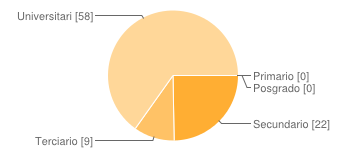 Universitari [58]
Primario [0]
Posgrado [0]
Secundario [22]
Terciario [9]